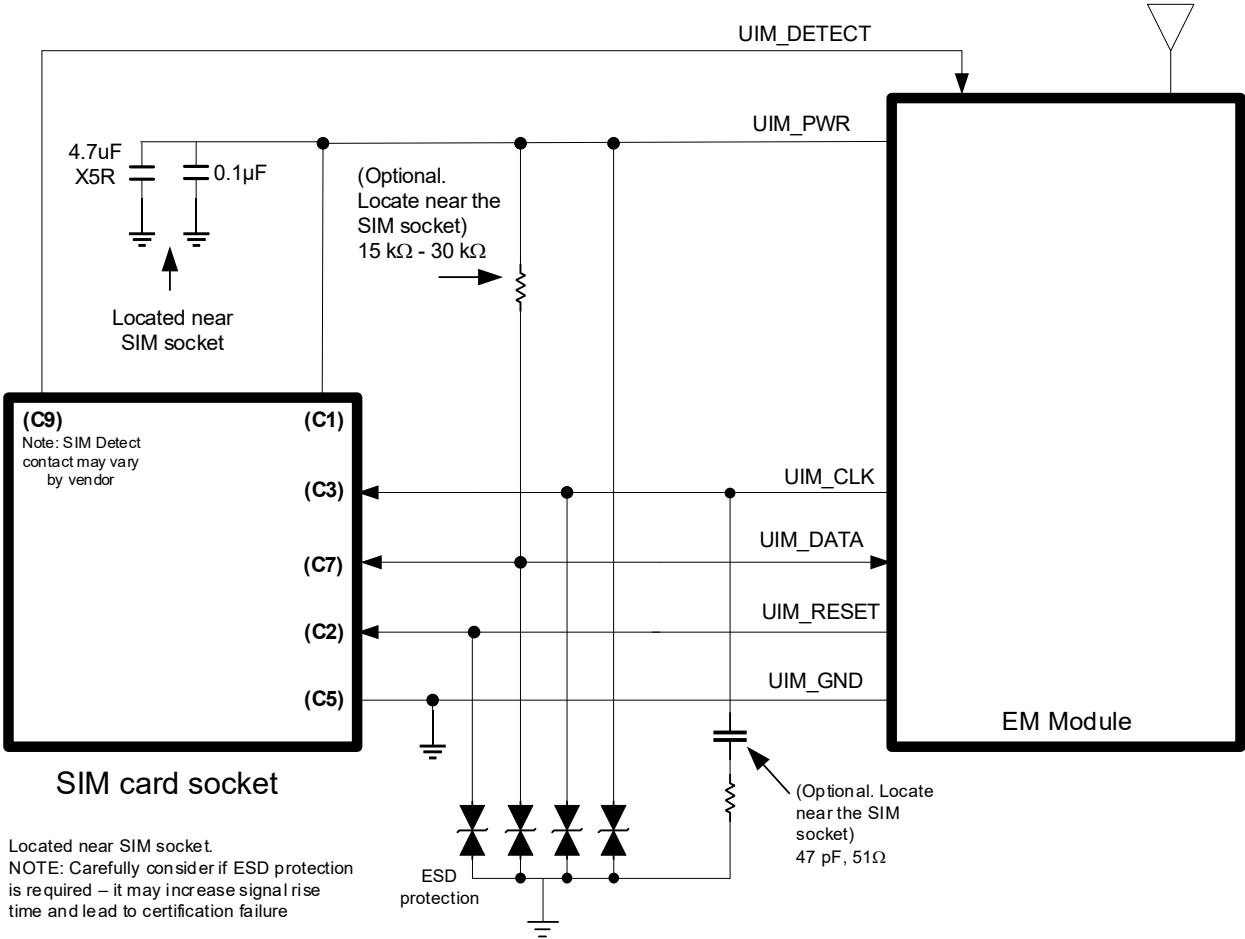 UIM_DETECT
UIM_PWR
4.7uF
X5R
0.1µF
(Optional.
Locate near the
SIM socket)
15 kΩ - 30 kΩ
Located near
SIM socket
(C9)
Note: SIM Detect
contact may vary
by vendor
(C1)
(C3)
UIM_CLK
(C7)
UIM_DATA
(C2)
UIM_RESET
(C5)
UIM_GND
EM Module
SIM card socket
(Optional. Locate
near the SIM
socket)
47 pF, 51Ω
Located near SIM socket.
NOTE: Carefully consider if ESD protection
is required – it may increase signal rise
time and lead to certification failure
ESD
protection